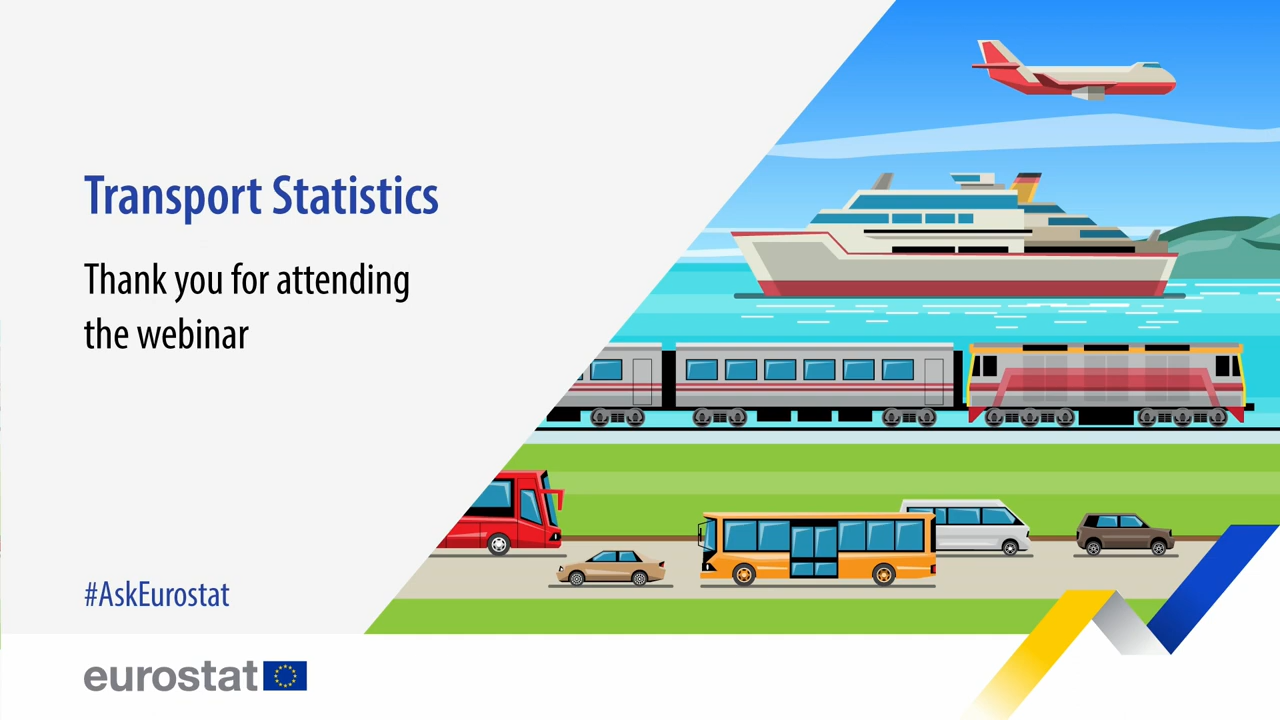 Transport Statistics
Thank you for attending
the webinar
#AskEurostat
eurostat